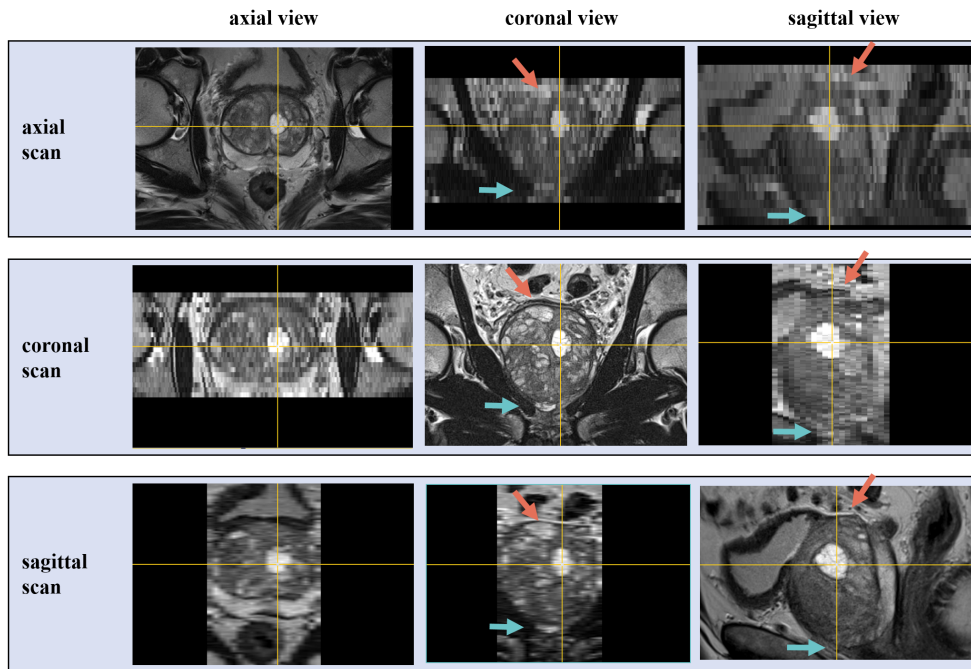 axial view coronal view sagittal view
axial
scan
coronal
scan
sagittal
scan